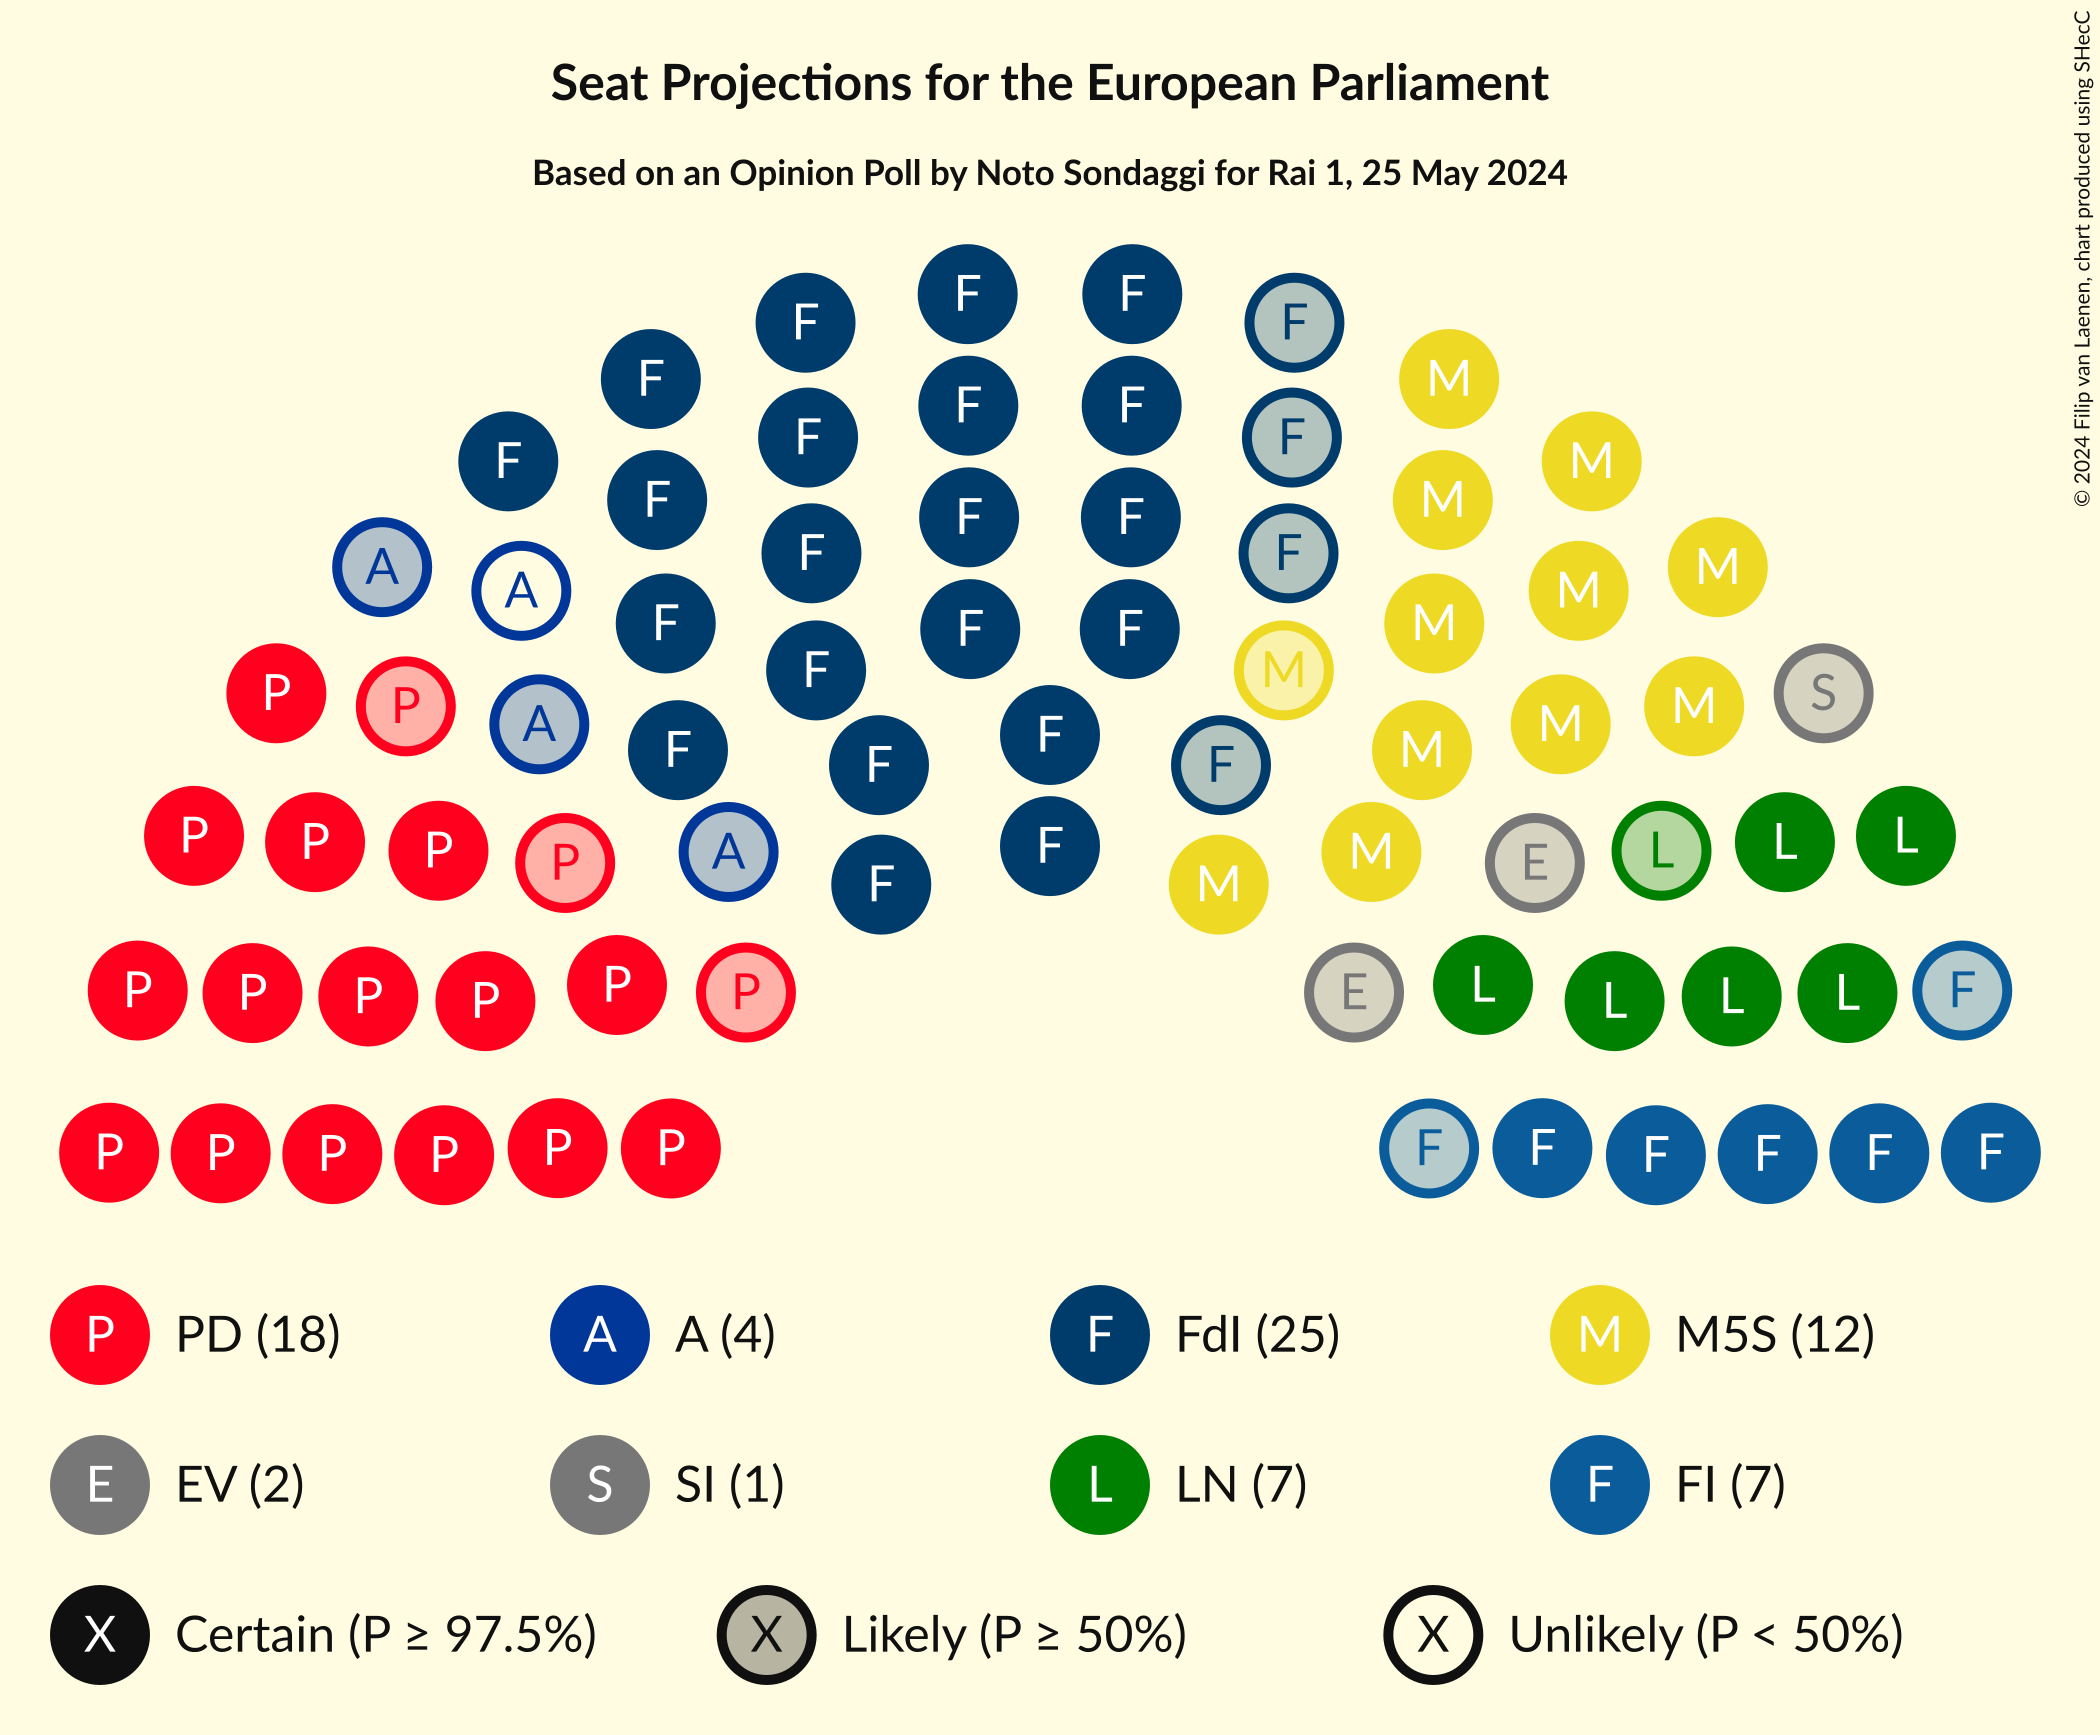 Seat Projections for the European Parliament
Based on an Opinion Poll by Noto Sondaggi for Rai 1, 25 May 2024
© 2024 Filip van Laenen, chart produced using SHecC
F F
F F
F M
F F
F F
F M
F F
F M
F M
F F
A F F M
A M
F M
F F
P F M S
P P
A F F M M
F F
P P P P A F F M M E L L L
F
P P P P P P E L L L L F
P P P P P P F F F F F F
P PD (18) A A (4) F FdI (25) M M5S (12)
E EV (2) S SI (1) L LN (7) F FI (7)
X Certain (P ≥ 97.5%) X Likely (P ≥ 50%) X Unlikely (P < 50%)